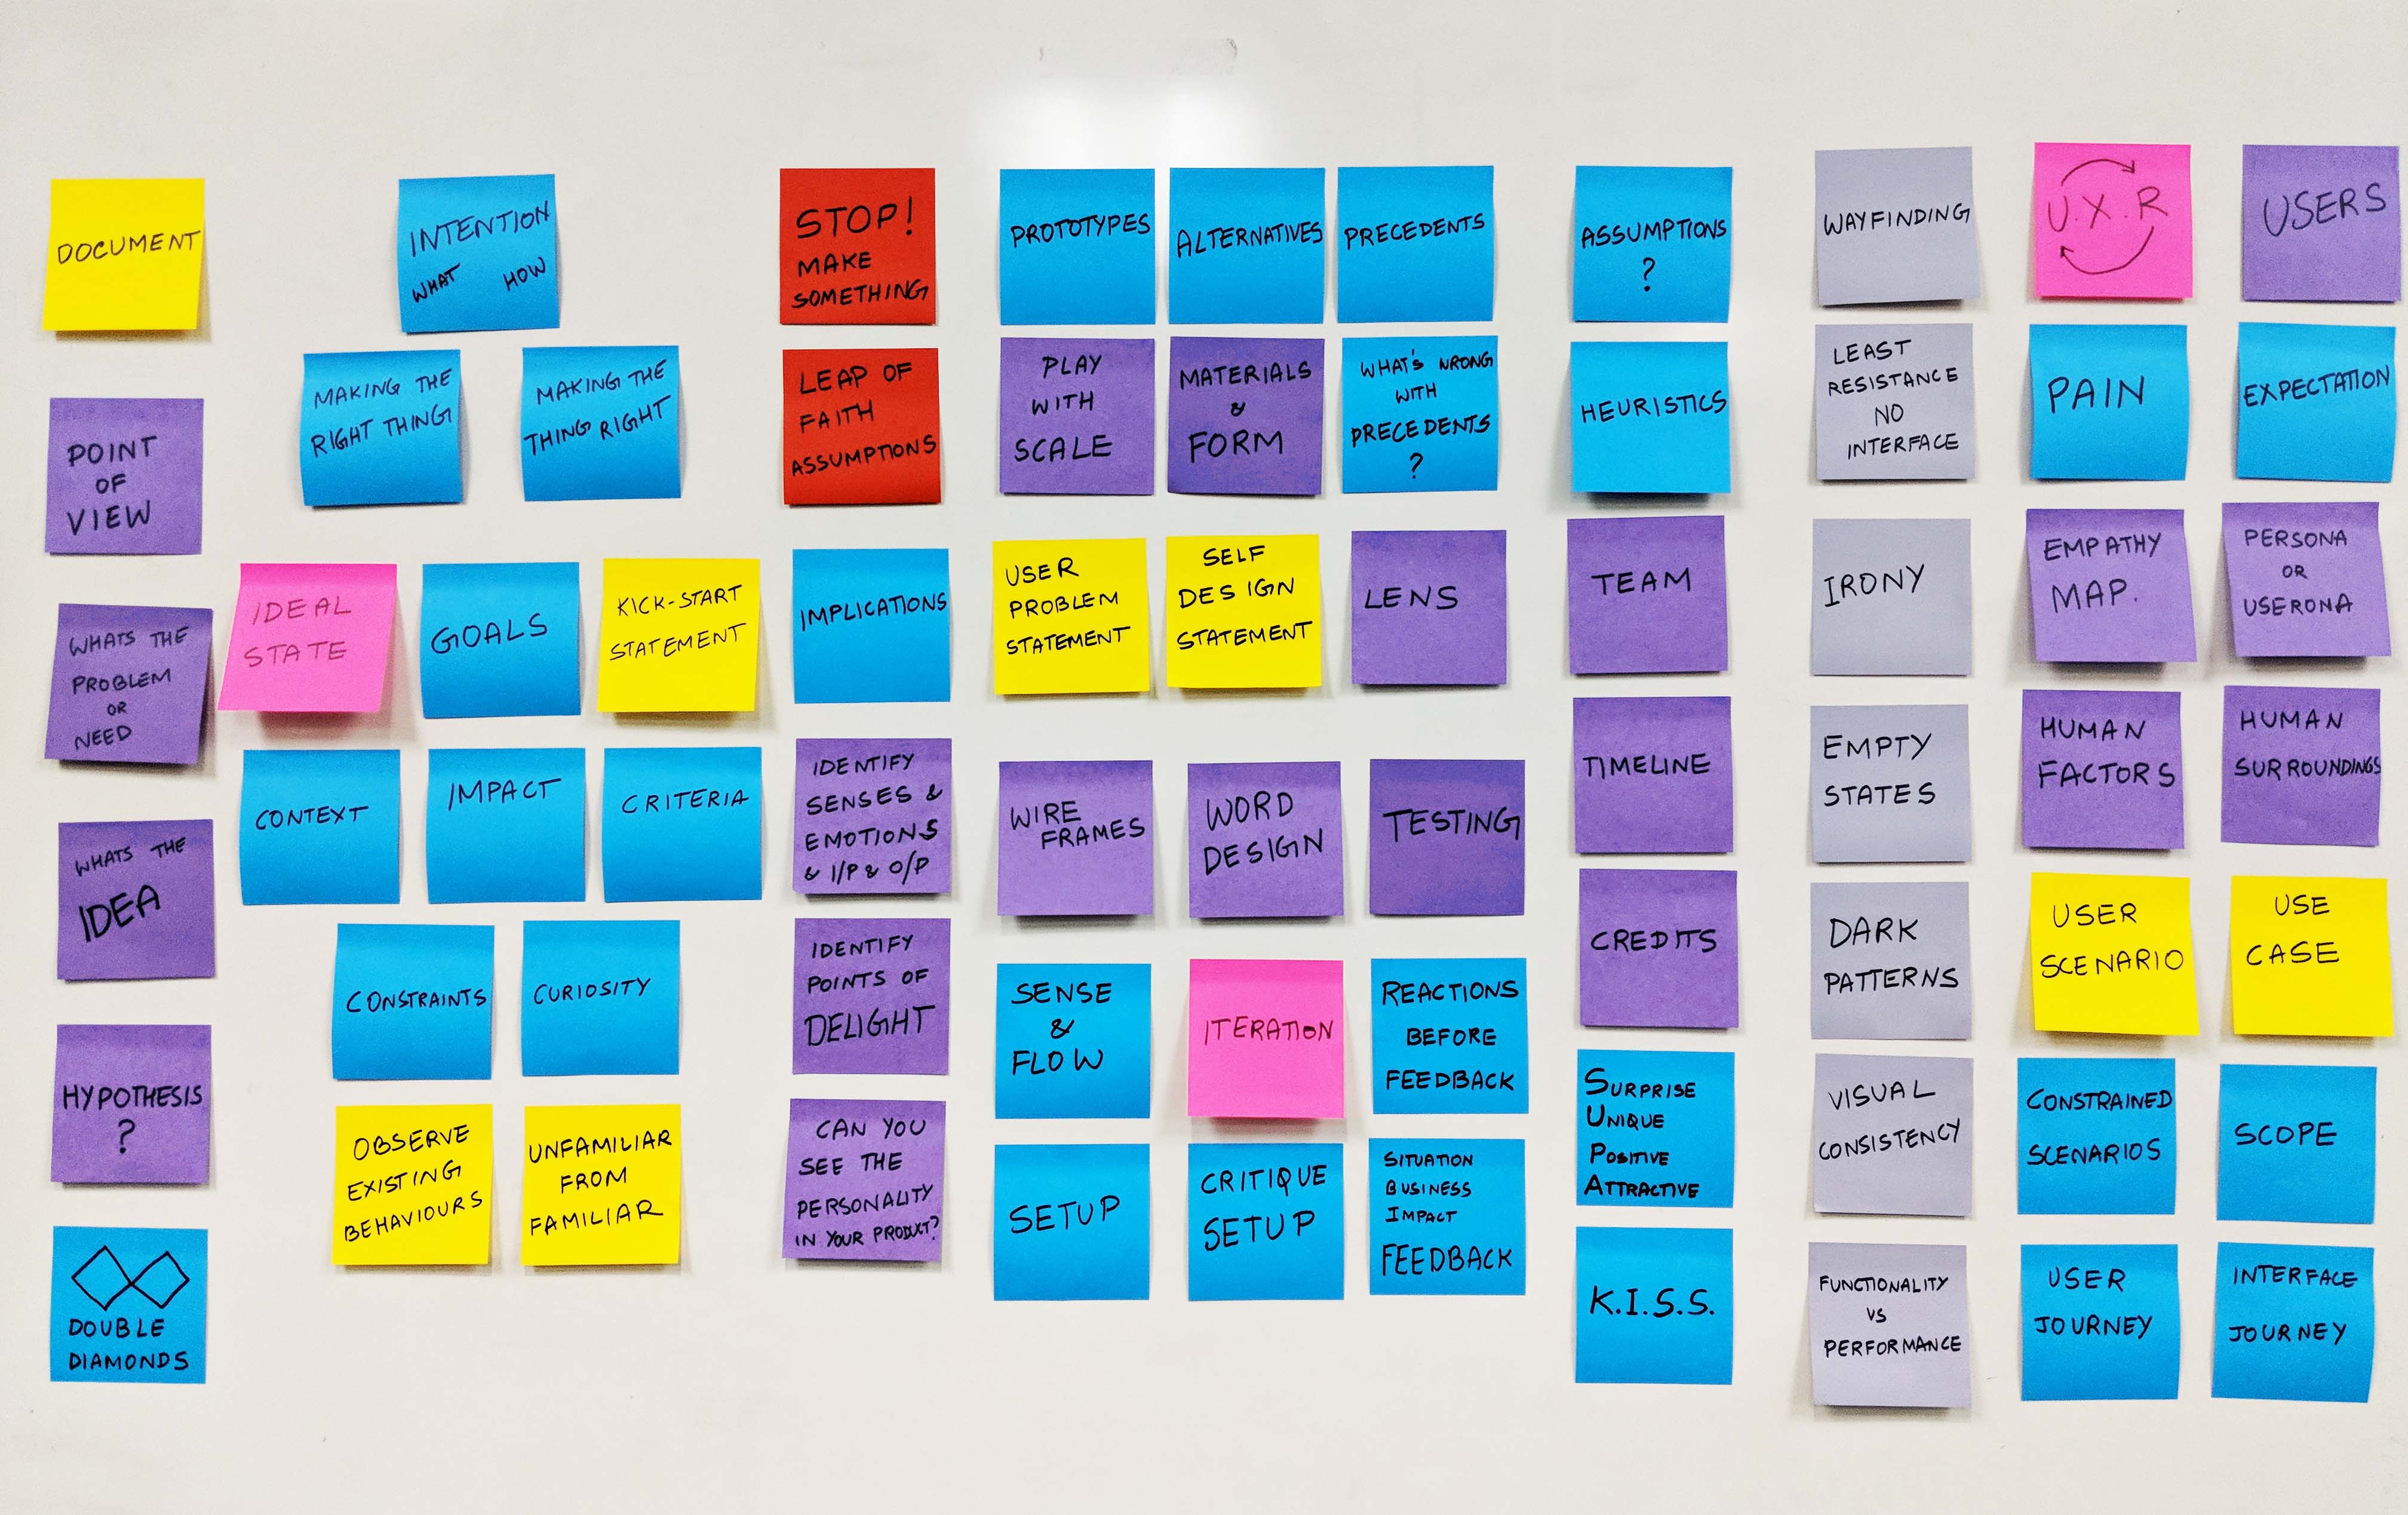 DOCUMENT
POINT
OF
VIEW
WHATS THE
PROBLEM
OR
NEED
WHATS THE
IDEA
HYPOTHESIS
?
DOUBLE
DIAMONDS
INTENTION
WHAT HOW
MAKING THE
RIGHT THING
MAKING THE
THING RIGHT
IDEAL
STATE
GOALS
KICK-START
STATEMENT
CONTEXT
IMPACT
CRITERIA
CONSTRAINTS
CURIOSITY
OBSERVE
EXISTING
BEHAVIOURS
UNFAMILIAR
FROM
FAMILIAR
STOP!
MAKE
SOMETHING
LEAP OF
FAITH
ASSUMPTIONS
IMPLICATIONS
IDENTIFY
SENSES &
EMOTIONS
& I/P & O/P
IDENTIFY
POINTS OF
DELIGHT
CAN YOU
SEE THE
PERSONALITY
IN YOUR PRODUCT?
PROTOTYPES
ALTERNATIVES
PRECEDENTS
PLAY
WITH
SCALE
MATERIALS
&
FORM
WHAT'S WRONG
WITH
PRECEDENTS
?
USER
PROBLEM
STATEMENT
SELF
DESIGN
STATEMENT
LENS
WIRE
FRAMES
WORD
DESIGN
TESTING
SENSE
&
FLOW
ITERATION
REACTIONS
BEFORE
FEEDBACK
SETUP
CRITIQUE
SETUP
SITUATION
BUSINESS
IMPACT
FEEDBACK
ASSUMPTIONS
?
HEURISTICS
TEAM
TIMELINE
CREDITS
SURPRISE
UNIQUE
POSITIVE
ATTRACTIVE
K.I.S.S.
WAYFINDING
LEAST
RESISTANCE
NO
INTERFACE
IRONY
EMPTY
STATES
DARK
PATTERNS
VISUAL
CONSISTENCY
FUNCTIONALITY
VS
PERFORMANCE
U.X.R
USERS
PAIN
EXPECTATION
EMPATHY
MAP.
PERSONA
OR
USERONA
HUMAN
FACTORS
HUMAN
SURROUNDINGS
USER
SCENARIO
USE
CASE
CONSTRAINED
SCENARIOS
SCOPE
USER
JOURNEY
INTERFACE
JOURNEY